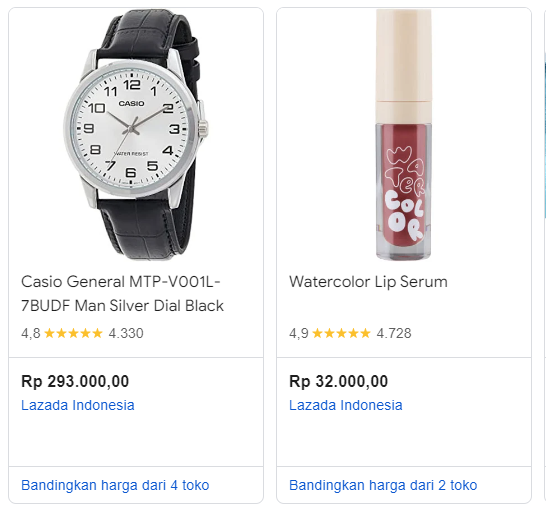 12
11
1
10
2
9
3
8
4
7
5
6
CASIO
WATER RESIST
WATER
COLOR
Casio General MTP-V001L-
7BUDF Man Silver Dial Black
4,8 ★★★★★ 4.330
Rp 293.000,00
Lazada Indonesia
Bandingkan harga dari 4 toko
Watercolor Lip Serum
4,9 ★★★★★ 4.728
Rp 32.000,00
Lazada Indonesia
Bandingkan harga dari 2 toko